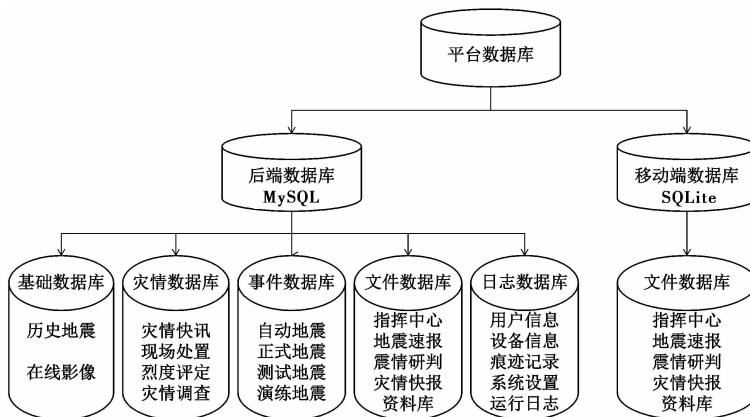 平台数据库
后端数据库
MySQL
移动端数据库
SQLite
基础数据库
历史地震
在线影像
灾情数据库
灾情快讯
现场处置
烈度评定
灾情调查
事件数据库
自动地震
正式地震
测试地震
演练地震
文件数据库
指挥中心
地震速报
震情研判
灾情快报
资料库
日志数据库
用户信息
设备信息
痕迹记录
系统设置
运行日志
文件数据库
指挥中心
地震速报
震情研判
灾情快报
资料库